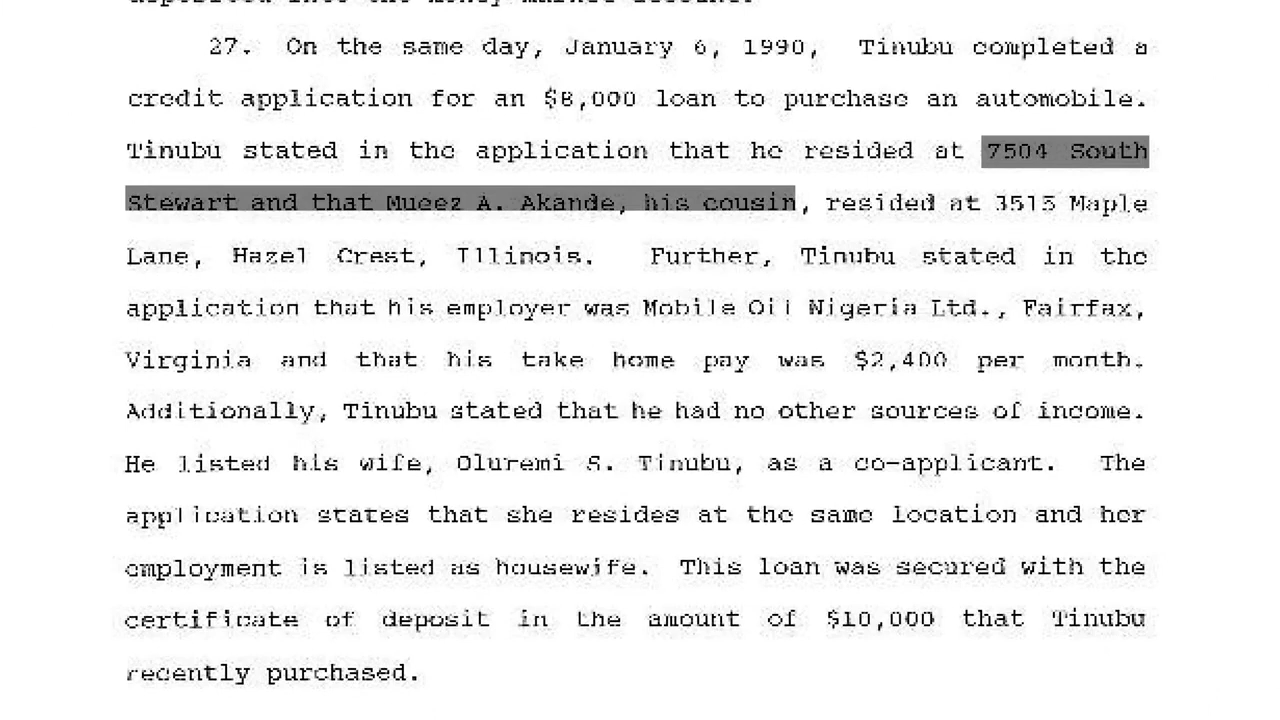 27. On the same day, January 6, 1990, Tinubu completed a
credit application for an $8,000 loan to purchase an automobile.
Tinubu stated in the application that he resided at 7504 South
Stewart and that Mueez A. Akande, his cousin, resided at 3515 Maple
Lane, Hazel Crest, Illinois. Further, Tinubu stated in the
application that his employer was Mobile Oil Nigeria Ltd., Fairfax,
Virginia and that his take home pay was $2,400 per month.
Additionally, Tinubu stated that he had no other sources of income.
He listed his wife, Oluremi S. Tinubu, as a co-applicant. The
application states that she resides at the same location and her
employment is listed as housewife. This loan was secured with the
certificate of deposit in the amount of $10,000 that Tinubu
recently purchased.